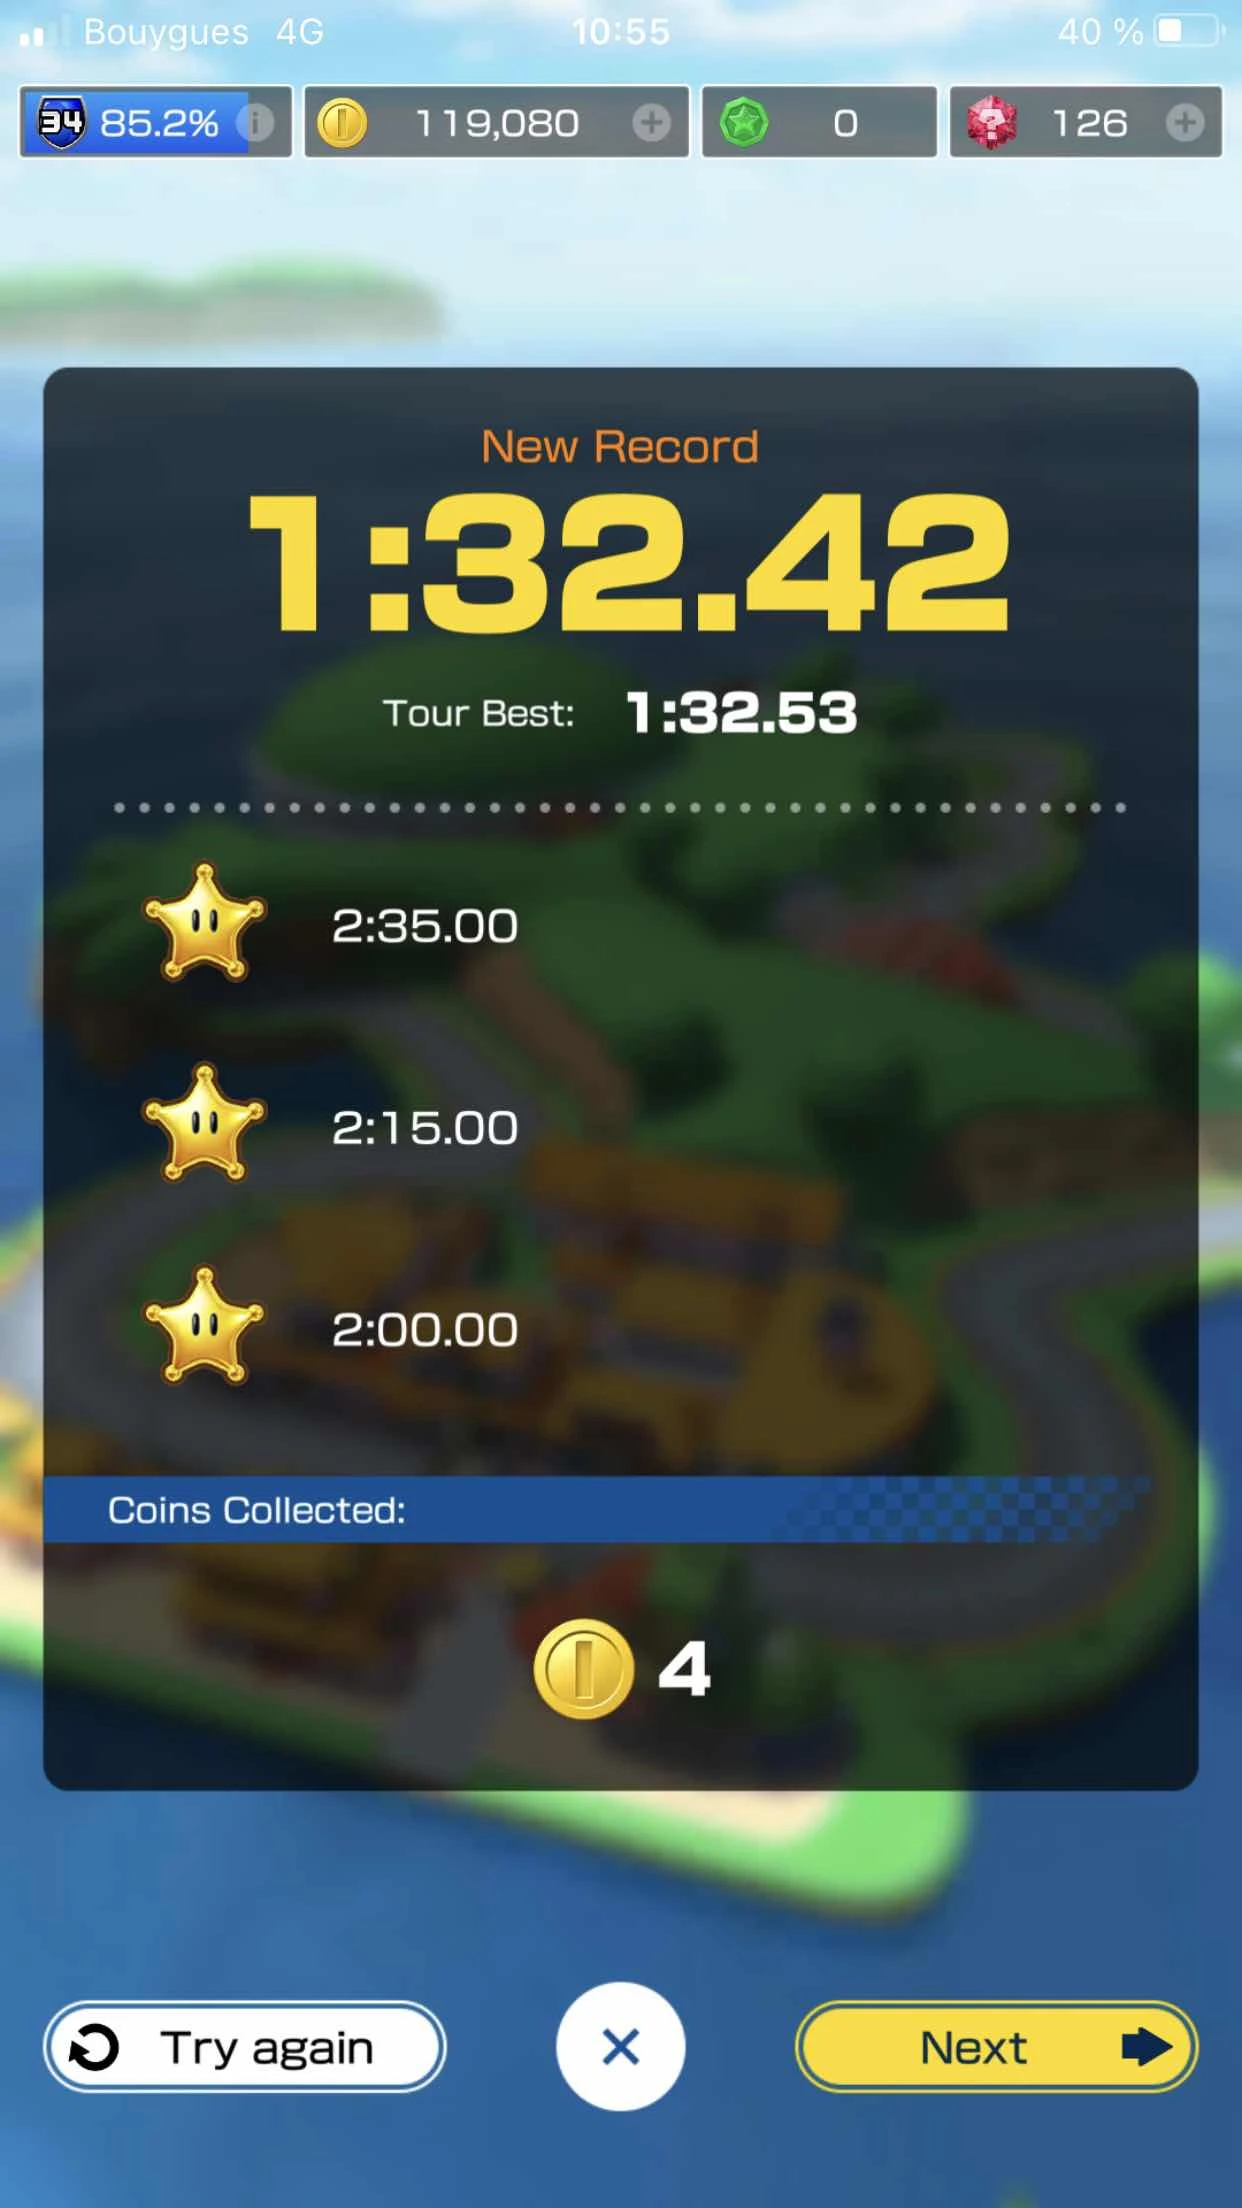 Bouygues 4G 10:55 40 %
34 85.2% i 119,080 + 0 ? 126 +
New Record
1:32.42
Tour Best: 1:32.53
2:35.00
2:15.00
2:00.00
Coins Collected:
4
Try again × Next